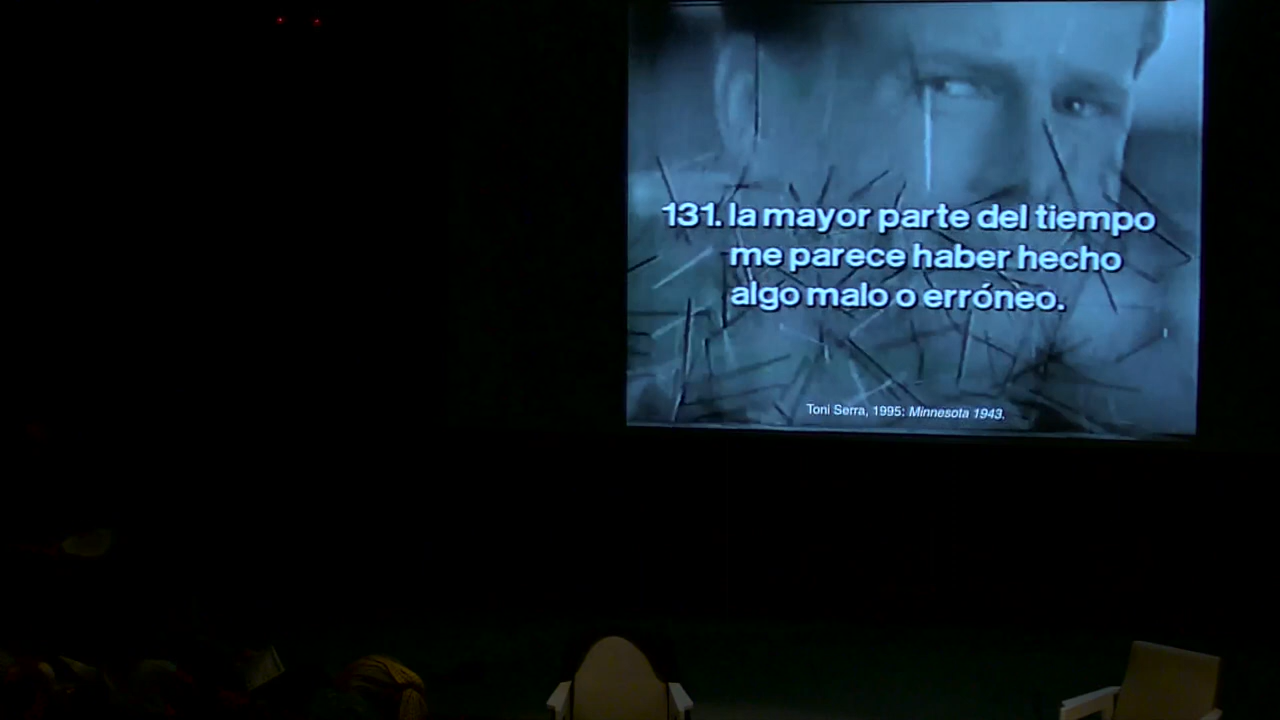 131. la mayor parte del tiempo
me parece haber hecho
algo malo o erróneo.
Toni Serra, 1995: Minnesota 1943.